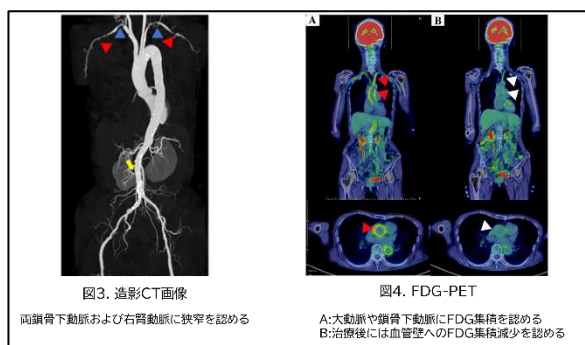 A
B
図3. 造影CT画像
両鎖骨下動脈および右腎動脈に狭窄を認める
図4. FDG-PET
A:大動脈や鎖骨下動脈にFDG集積を認める
B:治療後には血管壁へのFDG集積減少を認める